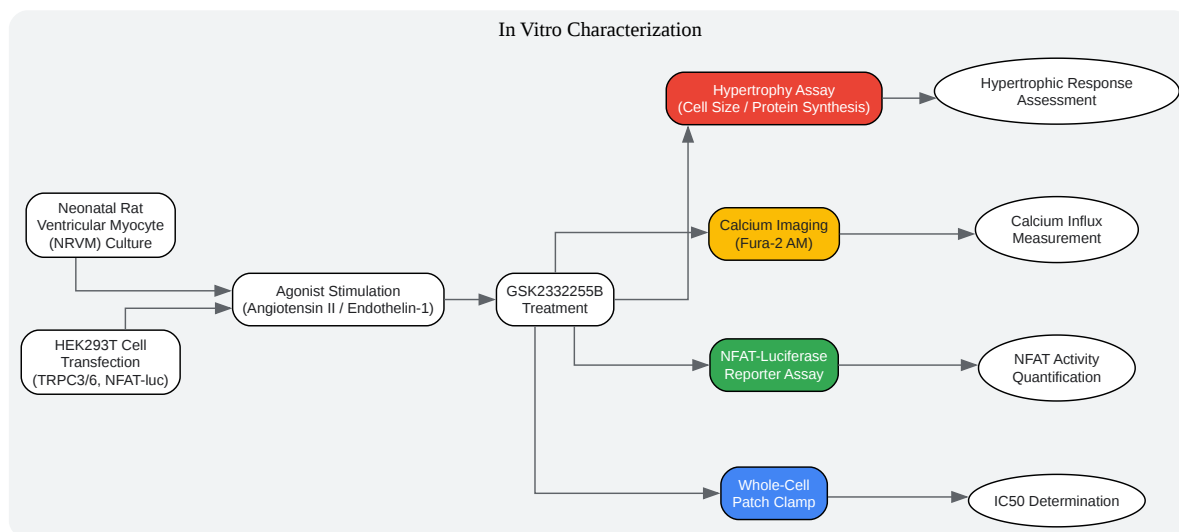 In Vitro Characterization
Neonatal Rat
Ventricular Myocyte
(NRVM) Culture
HEK293T Cell
Transfection
(TRPC3/6, NFAT-luc)
Agonist Stimulation
(Angiotensin II / Endothelin-1)
GSK2332255B
Treatment
Hypertrophy Assay
(Cell Size / Protein Synthesis)
Hypertrophic Response
Assessment
Calcium Imaging
(Fura-2 AM)
Calcium Influx
Measurement
NFAT-Luciferase
Reporter Assay
NFAT Activity
Quantification
Whole-Cell
Patch Clamp
IC50 Determination